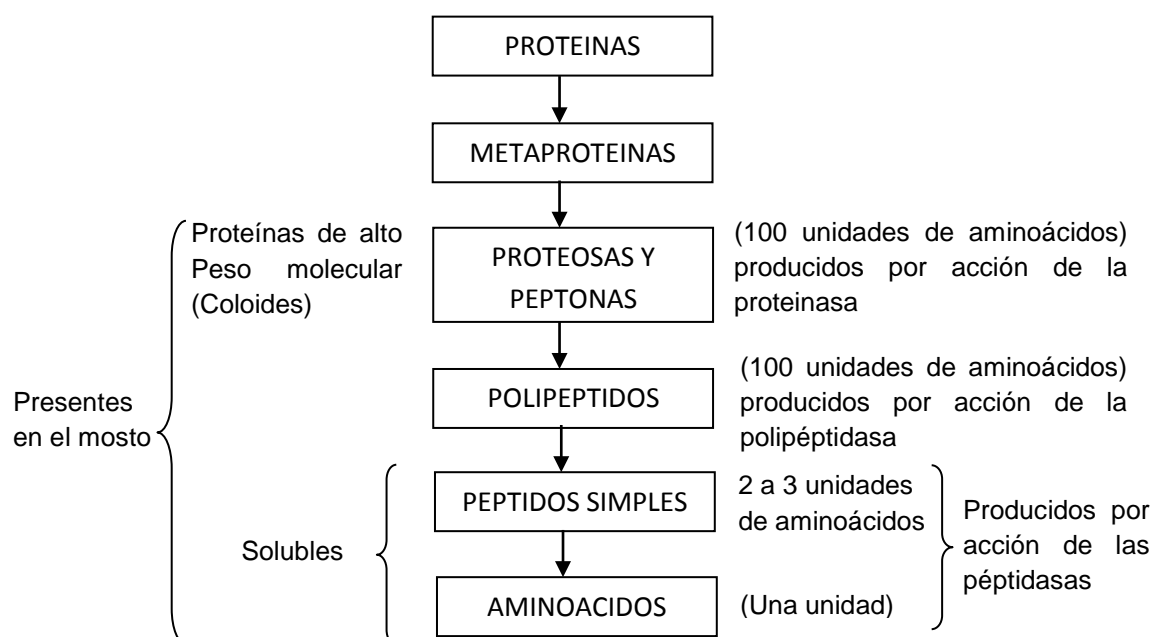 PROTEINAS
METAPROTEINAS
Proteínas de alto
Peso molecular
(Coloides)
PROTEOSAS Y
PEPTONAS
(100 unidades de aminoácidos)
producidos por acción de la
proteinasa
Presentes
en el mosto
POLIPEPTIDOS
(100 unidades de aminoácidos)
producidos por acción de la
polipéptidasa
Solubles
PEPTIDOS SIMPLES
2 a 3 unidades
de aminoácidos
AMINOACIDOS
(Una unidad)
Producidos por
acción de las
péptidasas